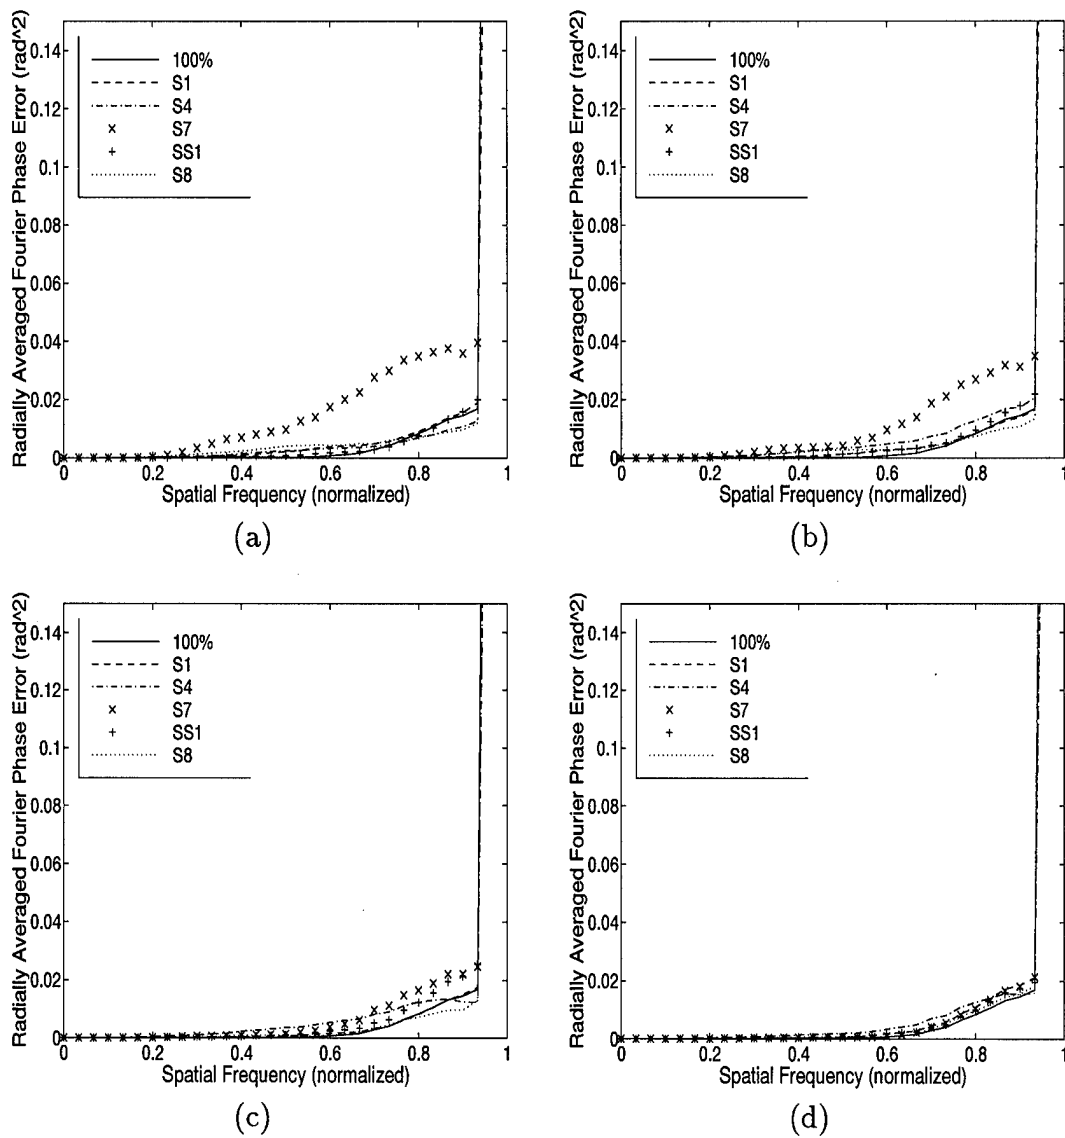 Radially Averaged Fourier Phase Error (rad^2)
0.14
0.12
0.1
0.08
0.06
0.04
0.02
0
100%
S1
S4
S7
SS1
S8
0 0.2 0.4 0.6 0.8 1
Spatial Frequency (normalized)
(a)
Radially Averaged Fourier Phase Error (rad^2)
0.14
0.12
0.1
0.08
0.06
0.04
0.02
0
100%
S1
S4
S7
SS1
S8
0 0.2 0.4 0.6 0.8 1
Spatial Frequency (normalized)
(b)
Radially Averaged Fourier Phase Error (rad^2)
0.14
0.12
0.1
0.08
0.06
0.04
0.02
0
100%
S1
S4
S7
SS1
S8
0 0.2 0.4 0.6 0.8 1
Spatial Frequency (normalized)
(c)
Radially Averaged Fourier Phase Error (rad^2)
0.14
0.12
0.1
0.08
0.06
0.04
0.02
0
100%
S1
S4
S7
SS1
S8
0 0.2 0.4 0.6 0.8 1
Spatial Frequency (normalized)
(d)